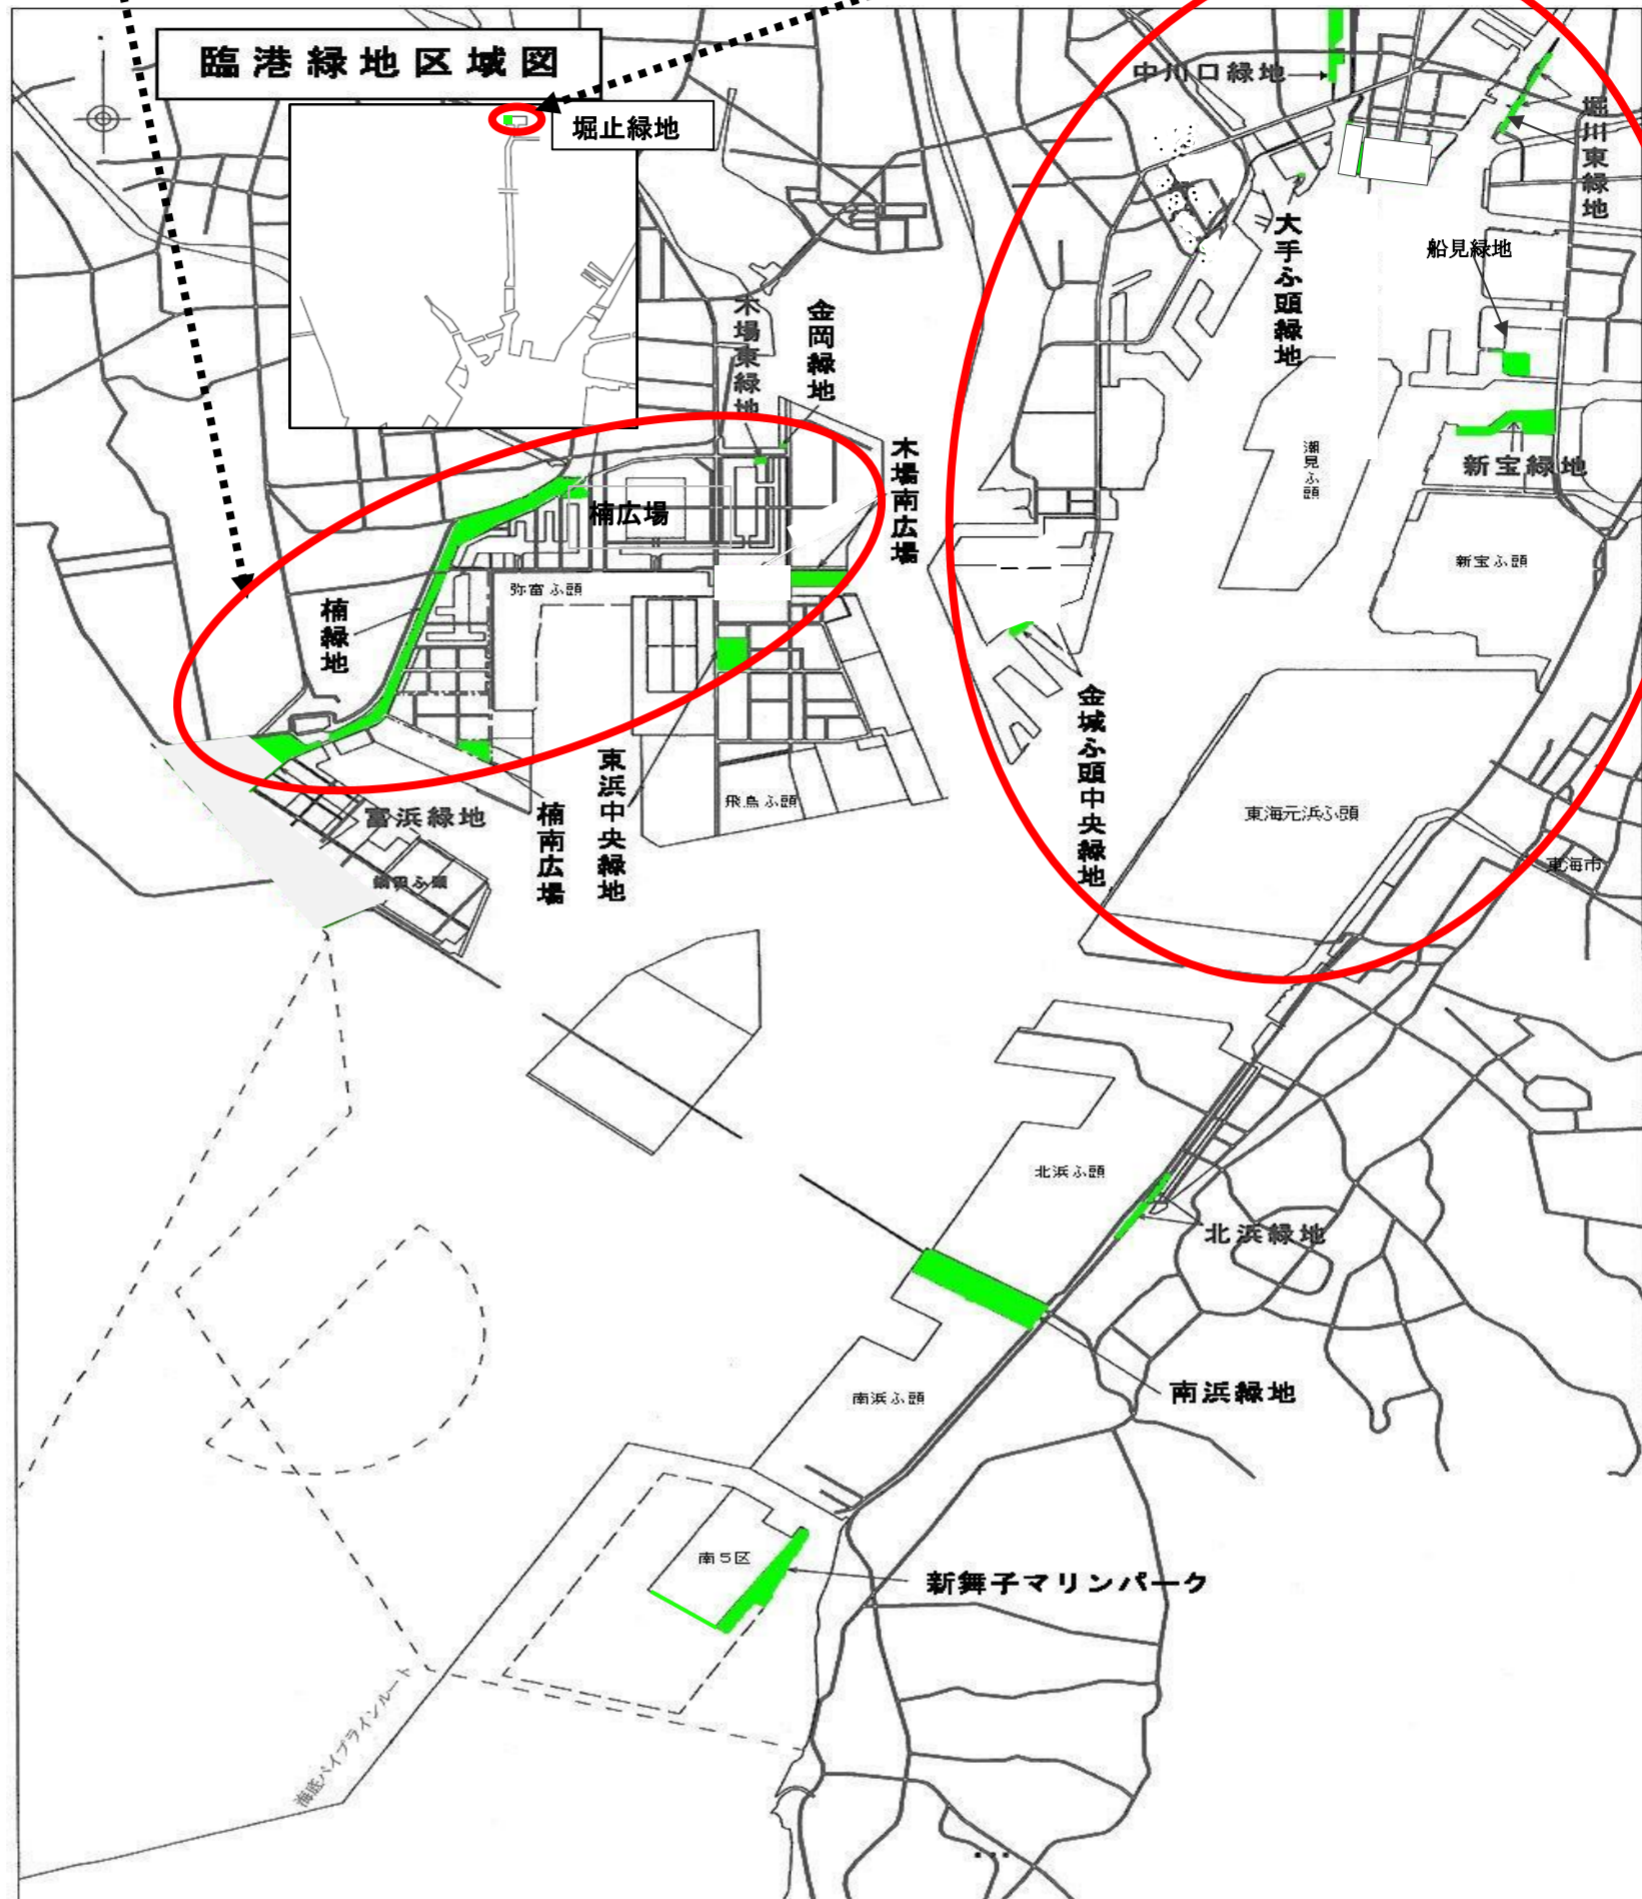 臨港緑地区域図
堀止緑地
中川口緑地
堀川東緑地
大手ふ頭緑地
船見緑地
潮見ふ頭
新宝緑地
新宝ふ頭
木場東緑地
金岡緑地
木場南広場
楠広場
弥富ふ頭
楠緑地
東浜中央緑地
楠南広場
富浜緑地
飛島ふ頭
鍋田ふ頭
金城ふ頭中央緑地
東海元浜ふ頭
東海市
北浜ふ頭
北浜緑地
南浜緑地
南浜ふ頭
南5区
新舞子マリンパーク
海底パイプラインルート